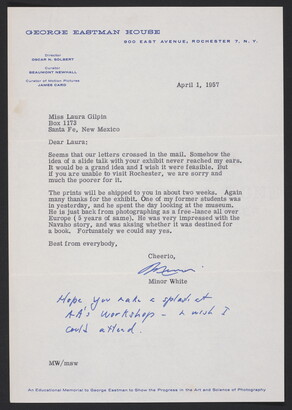 GEORGE EASTMAN HOUSE
900 EAST AVENUE, ROCHESTER 7, N. Y.
Director
OSCAR N. SOLBERT
Curator
BEAUMONT NEWHALL
Curator of Motion Pictures
JAMES CARD
April 1, 1957
Miss Laura Gilpin
Box 1173
Santa Fe, New Mexico
Dear Laura:
Seems that our letters crossed in the mail. Somehow the
idea of a slide talk with your exhibit never reached my ears.
It would be a grand idea and I wish it were feasible. But
if you are unable to visit Rochester, we are sorry and
much the poorer for it.
The prints will be shipped to you in about two weeks. Again
many thanks for the exhibit. One of my former students was
in yesterday, and he spent the day looking at the museum.
He is just back from photographing as a free-lance all over
Europe ( 5 years of same). He was very impressed with the
Navaho story, and was asking whether it was destined for
a book. Fortunately we could say yes.
Best from everybody,
Cheerio,
Minor White
Hope you make a splash at
AA's workshop – I wish I
could attend.
MW/msw
An Educational Memorial to George Eastman to Show the Progress in the Art and Science of Photography